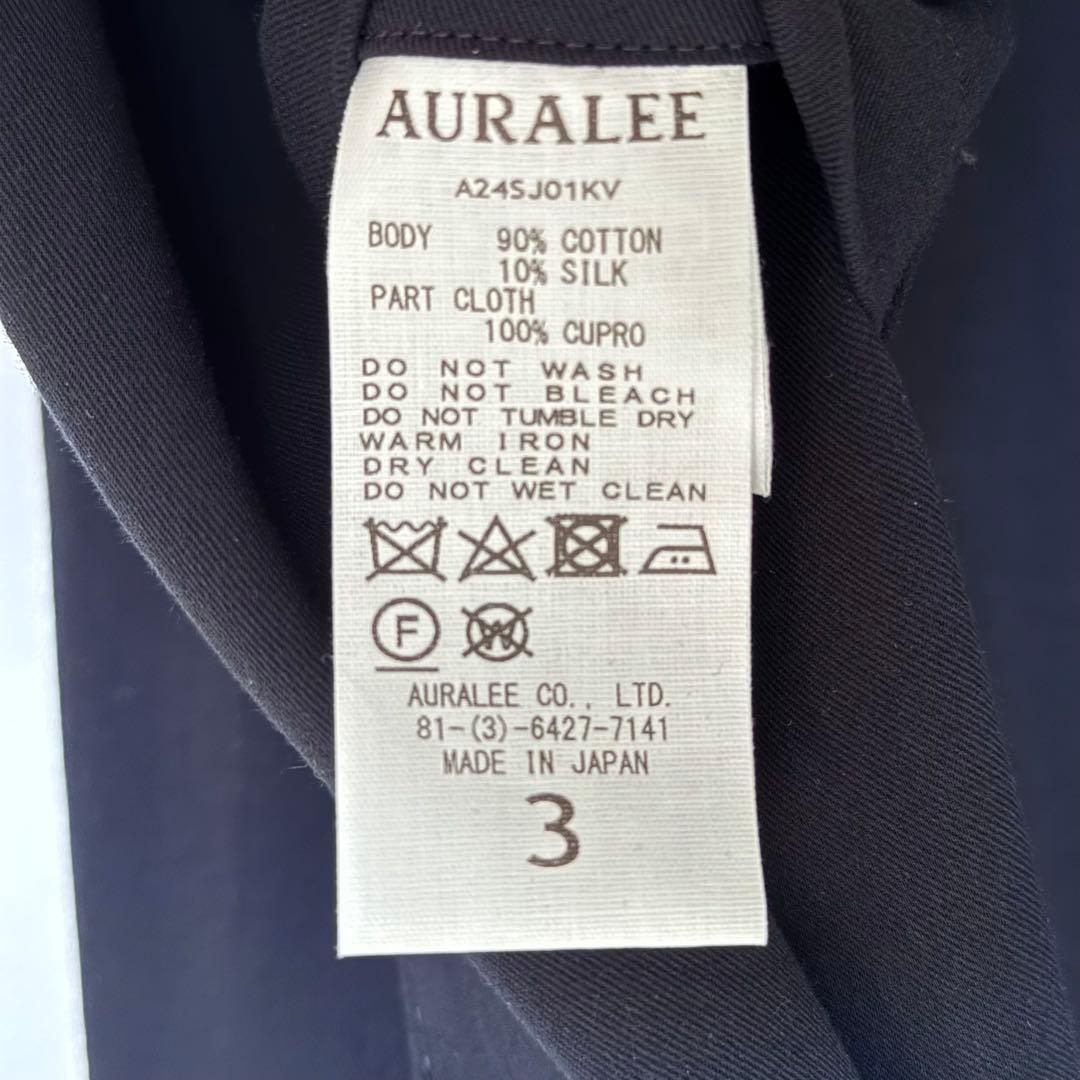 AURALEE
A24SJ01KV
BODY 90% COTTON
10% SILK
PART CLOTH
100% CUPRO
DO NOT WASH
DO NOT BLEACH
DO NOT TUMBLE DRY
WARM IRON
DRY CLEAN
DO NOT WET CLEAN
F W
AURALEE CO., LTD.
81-(3)-6427-7141
MADE IN JAPAN
3